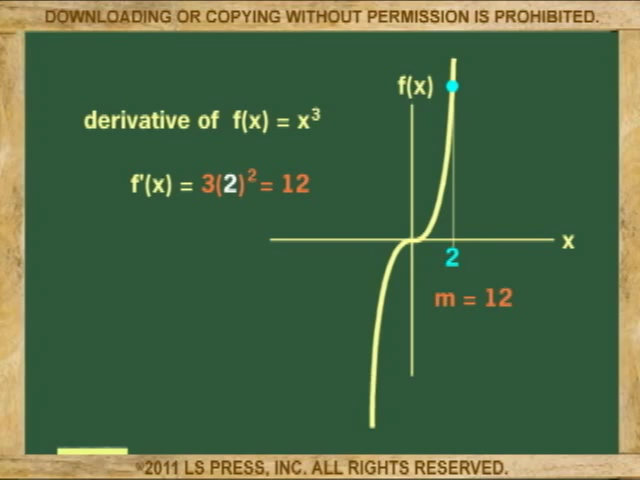 DOWNLOADING OR COPYING WITHOUT PERMISSION IS PROHIBITED.
f(x)
derivative of f(x) = x³
f'(x) = 3(2)² = 12
x
2
m = 12
©2011 LS PRESS, INC. ALL RIGHTS RESERVED.